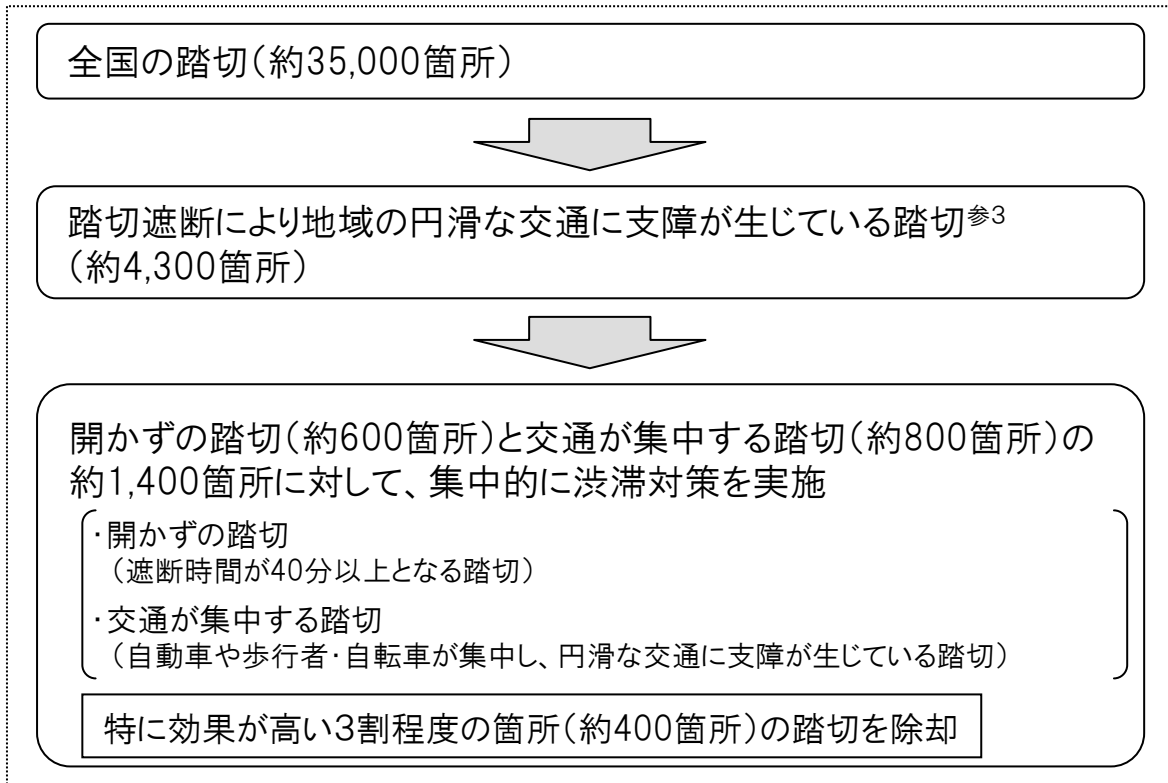 全国の踏切（約35,000箇所）
踏切遮断により地域の円滑な交通に支障が生じている踏切参3
（約4,300箇所）
開かずの踏切（約600箇所）と交通が集中する踏切（約800箇所）の
約1,400箇所に対して、集中的に渋滞対策を実施
・開かずの踏切
（遮断時間が40分以上となる踏切）
・交通が集中する踏切
（自動車や歩行者・自転車が集中し、円滑な交通に支障が生じている踏切）
特に効果が高い3割程度の箇所（約400箇所）の踏切を除却